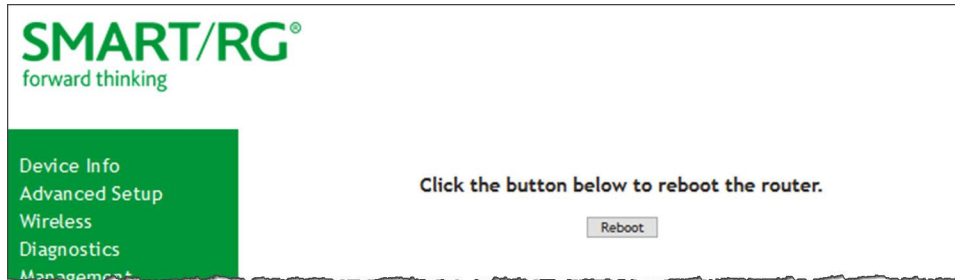 SMART/RG®
forward thinking
Device Info
Advanced Setup
Wireless
Diagnostics
Management
Click the button below to reboot the router.
Reboot